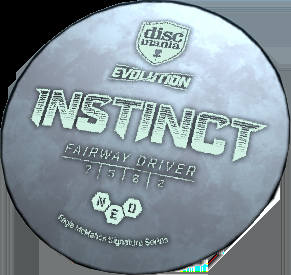 disc
mania
EVOLUTION
INSTINCT
FAIRWAY DRIVER
7 5 0 2
NEO
Eagle McMahon Signature Series